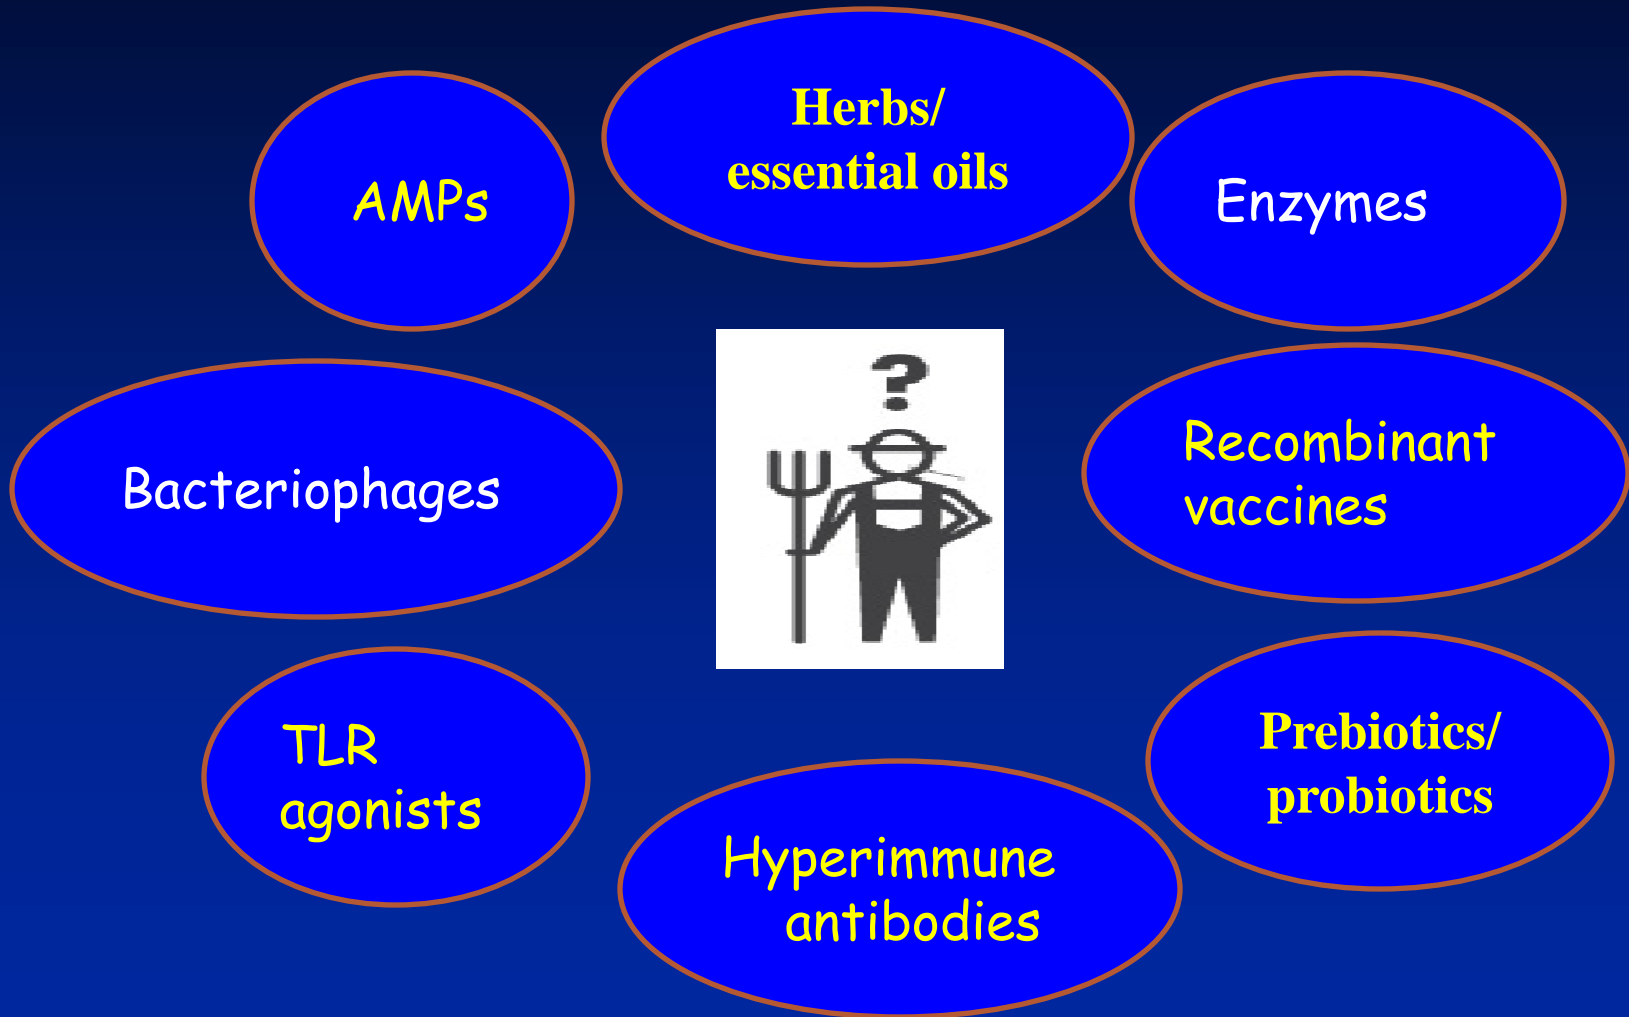 Herbs/
essential oils
AMPs
Enzymes
?
Recombinant
vaccines
Bacteriophages
TLR
agonists
Prebiotics/
probiotics
Hyperimmune
antibodies